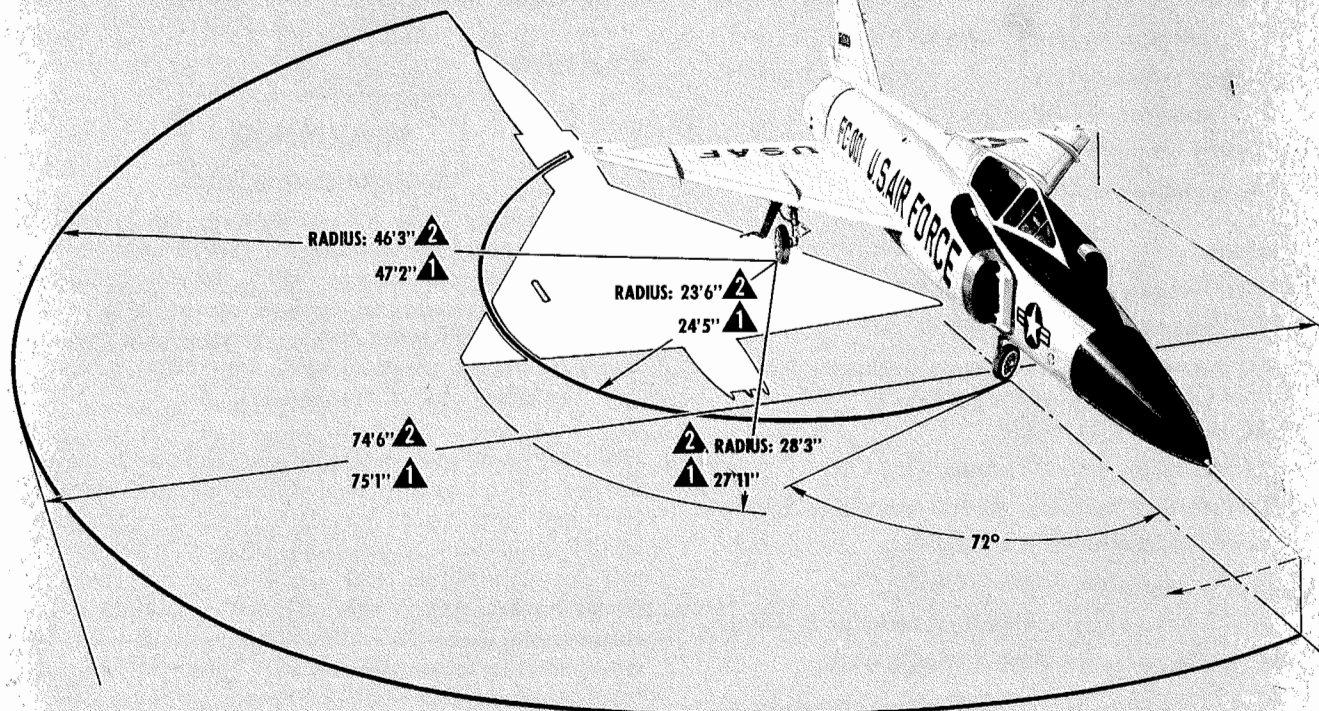 USAF
FC-001 U.S.AIR FORCE
RADIUS: 46'3" 2
47'2" 1
RADIUS: 23'6" 2
24'5" 1
74'6" 2
75'1" 1
2 RADIUS: 28'3"
1 27'11"
72°